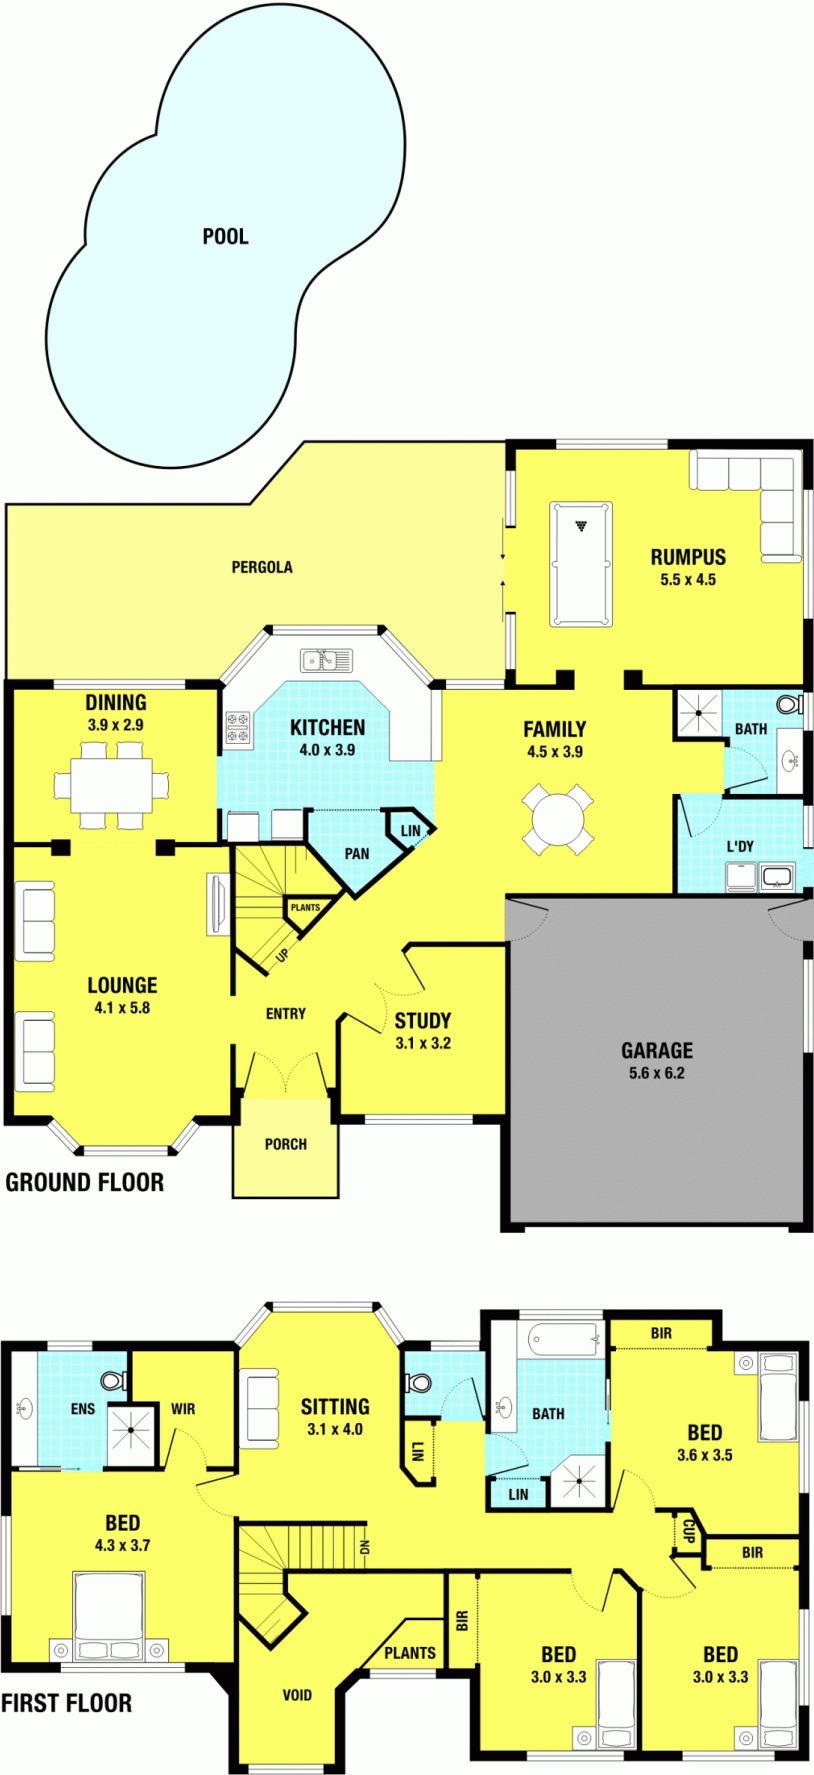 POOL
PERGOLA
RUMPUS
5.5 x 4.5
DINING
3.9 x 2.9
KITCHEN
4.0 x 3.9
FAMILY
4.5 x 3.9
BATH
LIN
PAN
L'DY
PLANTS
UP
LOUNGE
4.1 x 5.8
ENTRY
STUDY
3.1 x 3.2
GARAGE
5.6 x 6.2
PORCH
GROUND FLOOR
BIR
ENS
WIR
SITTING
3.1 x 4.0
BATH
BED
3.6 x 3.5
LIN
LIN
BED
4.3 x 3.7
DN
CUP
BIR
BIR
PLANTS
BED
3.0 x 3.3
BED
3.0 x 3.3
VOID
FIRST FLOOR